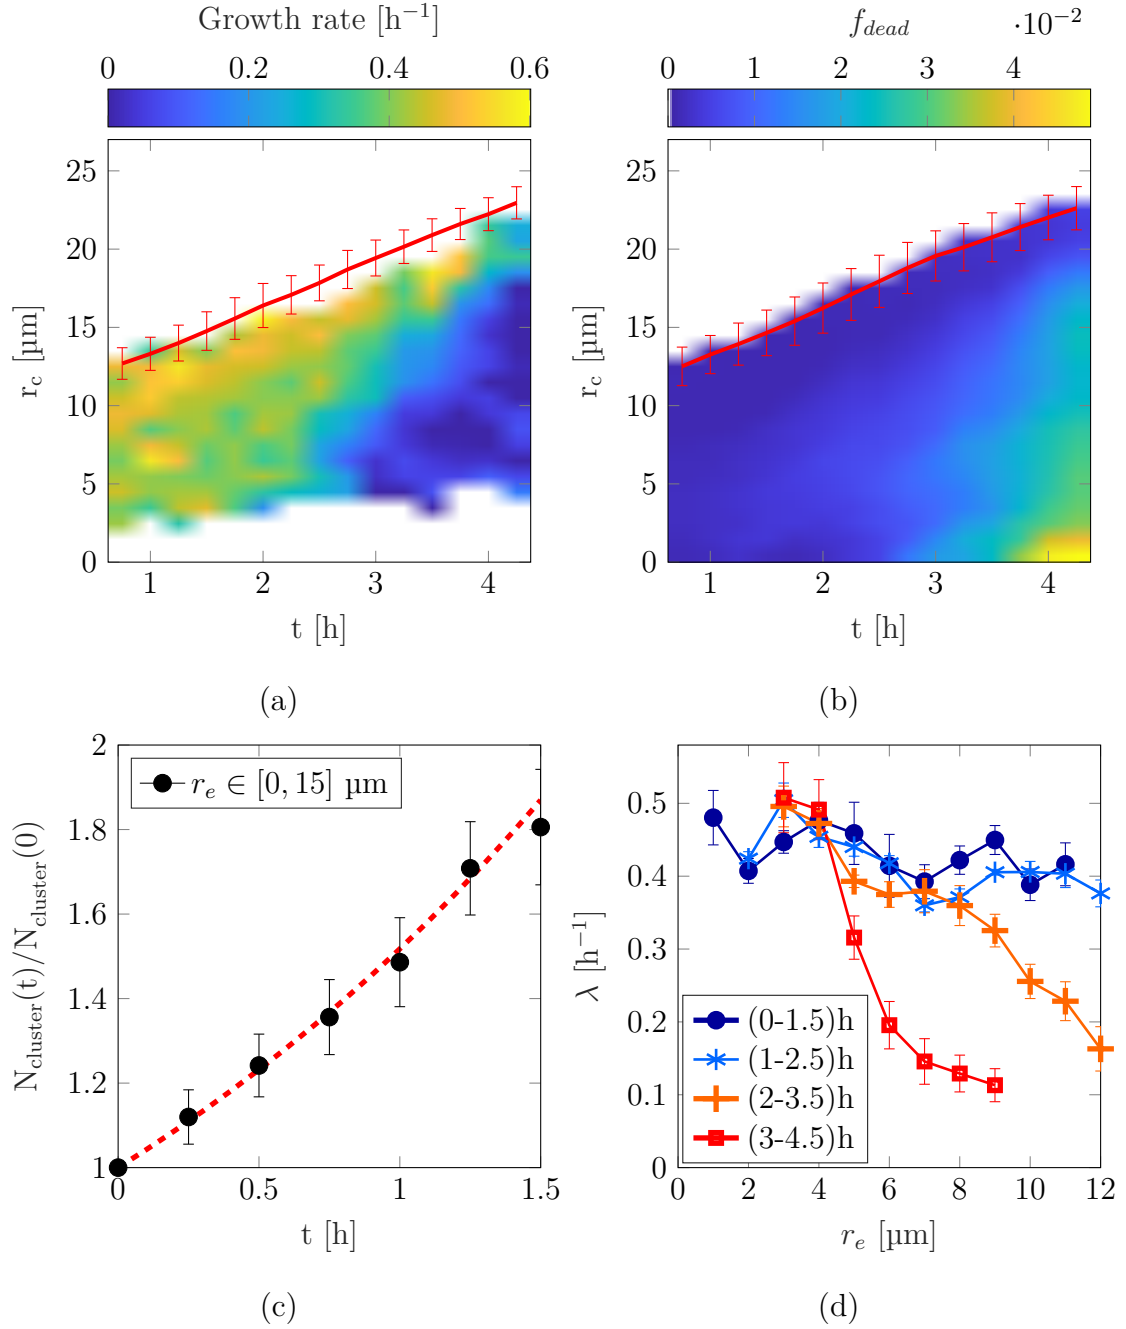 Growth rate [h⁻¹]
0 0.2 0.4 0.6
25
20
15
10
5
0
r_c [µm]
1 2 3 4
t [h]
(a)
f_dead ·10⁻²
0 1 2 3 4
25
20
15
10
5
0
r_c [µm]
1 2 3 4
t [h]
(b)
2
1.8
1.6
1.4
1.2
1
N_cluster(t)/N_cluster(0)
r_e ∈ [0, 15] µm
0 0.5 1 1.5
t [h]
(c)
0.5
0.4
0.3
0.2
0.1
0
λ [h⁻¹]
(0-1.5)h
(1-2.5)h
(2-3.5)h
(3-4.5)h
0 2 4 6 8 10 12
r_e [µm]
(d)